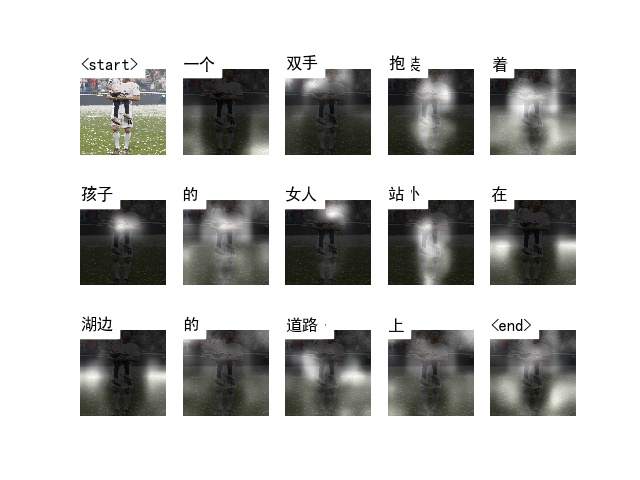 <start> 一个 双手 抱 着
孩子 的 女人 站 在
湖边 的 道路 上 <end>